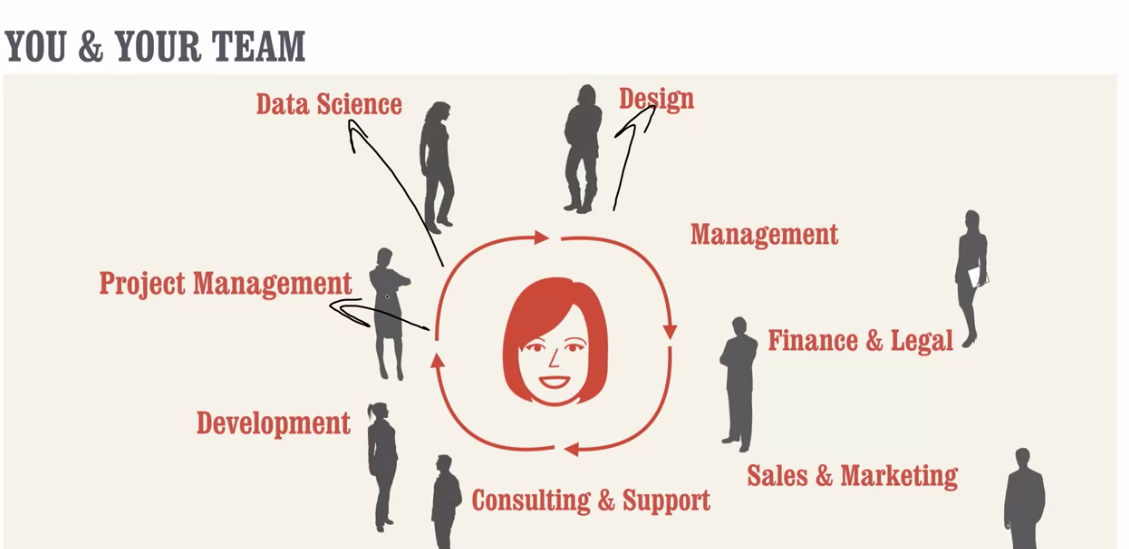 YOU & YOUR TEAM
Data Science
Design
Management
Project Management
Finance & Legal
Development
Sales & Marketing
Consulting & Support